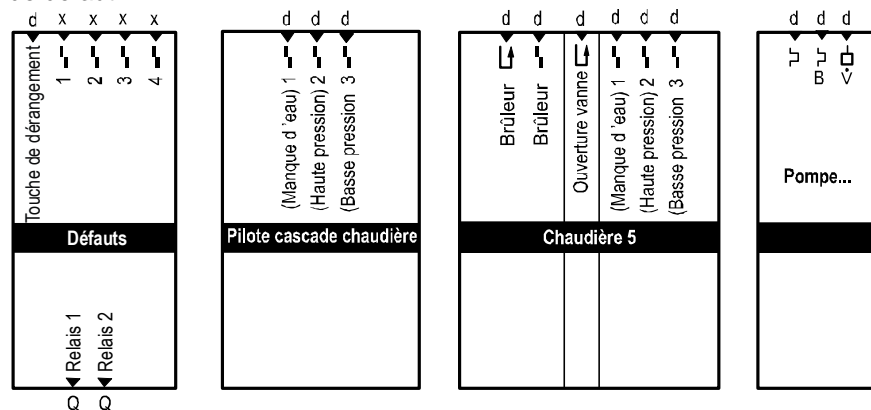 d x x x x
Touche de dérangement
1
2
3
4
Défauts
Relais 1
Relais 2
Q Q
d d d
(Manque d 'eau) 1
(Haute pression) 2
(Basse pression 3
Pilote cascade chaudière
d d d d d d
Brûleur
Brûleur
Ouverture vanne
(Manque d 'eau) 1
(Haute pression) 2
(Basse pression 3
Chaudière 5
d d d
B
V̇
Pompe...